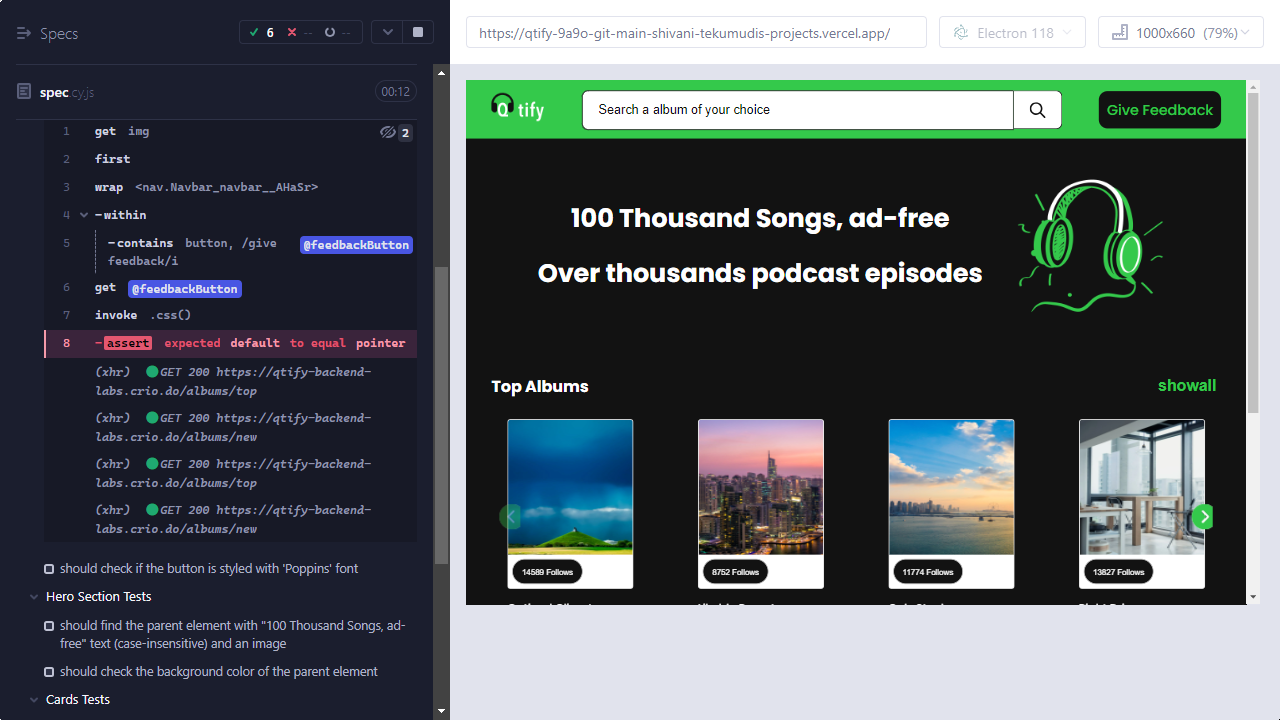 Specs
6
--
--
spec.cy.js
00:12
1 get img 2
2 first
3 wrap <nav.Navbar_navbar__AHaSr>
4 -within
5 -contains button, /give @feedbackButton
feedback/i
6 get @feedbackButton
7 invoke .css()
8 -assert expected default to equal pointer
(xhr) GET 200 https://qtify-backend-
labs.crio.do/albums/top
(xhr) GET 200 https://qtify-backend-
labs.crio.do/albums/new
(xhr) GET 200 https://qtify-backend-
labs.crio.do/albums/top
(xhr) GET 200 https://qtify-backend-
labs.crio.do/albums/new
should check if the button is styled with 'Poppins' font
Hero Section Tests
should find the parent element with "100 Thousand Songs, ad-
free" text (case-insensitive) and an image
should check the background color of the parent element
Cards Tests
https://qtify-9a9o-git-main-shivani-tekumudis-projects.vercel.app/
Electron 118
1000x660 (79%)
Qtify
Search a album of your choice
Give Feedback
100 Thousand Songs, ad-free
Over thousands podcast episodes
Top Albums
showall
14589 Follows
8752 Follows
11774 Follows
13827 Follows